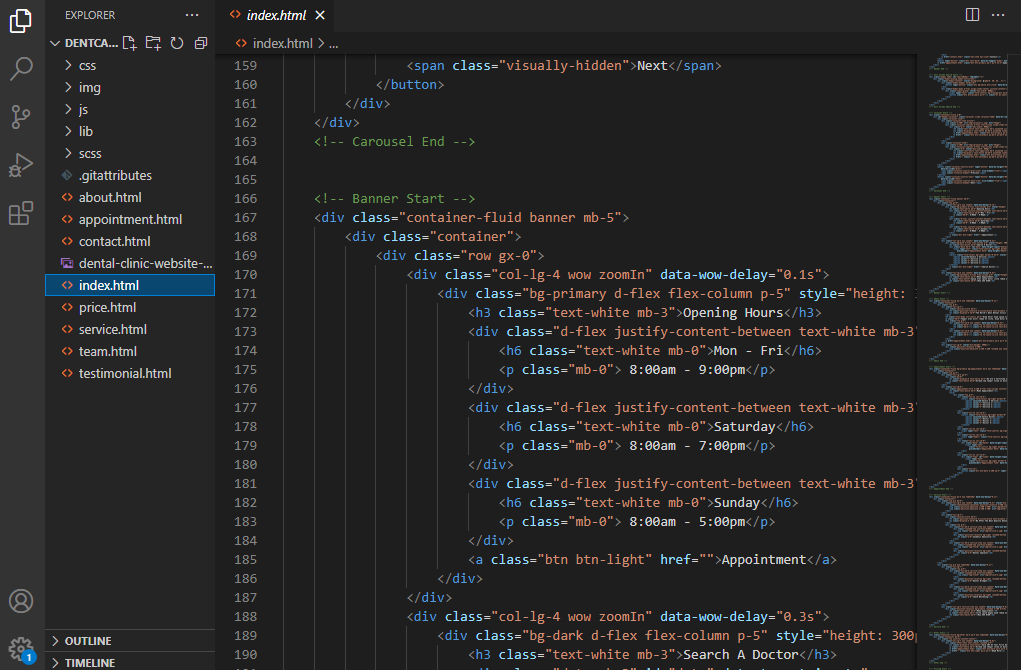 EXPLORER
DENTCA...
css
img
js
lib
scss
.gitattributes
about.html
appointment.html
contact.html
dental-clinic-website-...
index.html
price.html
service.html
team.html
testimonial.html
OUTLINE
TIMELINE
1
index.html
index.html > ...
159 <span class="visually-hidden">Next</span>
160 </button>
161 </div>
162 </div>
163 <!-- Carousel End -->
164
165
166 <!-- Banner Start -->
167 <div class="container-fluid banner mb-5">
168 <div class="container">
169 <div class="row gx-0">
170 <div class="col-lg-4 wow zoomIn" data-wow-delay="0.1s">
171 <div class="bg-primary d-flex flex-column p-5" style="height:
172 <h3 class="text-white mb-3">Opening Hours</h3>
173 <div class="d-flex justify-content-between text-white mb-3"
174 <h6 class="text-white mb-0">Mon - Fri</h6>
175 <p class="mb-0"> 8:00am - 9:00pm</p>
176 </div>
177 <div class="d-flex justify-content-between text-white mb-3"
178 <h6 class="text-white mb-0">Saturday</h6>
179 <p class="mb-0"> 8:00am - 7:00pm</p>
180 </div>
181 <div class="d-flex justify-content-between text-white mb-3"
182 <h6 class="text-white mb-0">Sunday</h6>
183 <p class="mb-0"> 8:00am - 5:00pm</p>
184 </div>
185 <a class="btn btn-light" href="">Appointment</a>
186 </div>
187 </div>
188 <div class="col-lg-4 wow zoomIn" data-wow-delay="0.3s">
189 <div class="bg-dark d-flex flex-column p-5" style="height: 300p
190 <h3 class="text-white mb-3">Search A Doctor</h3>